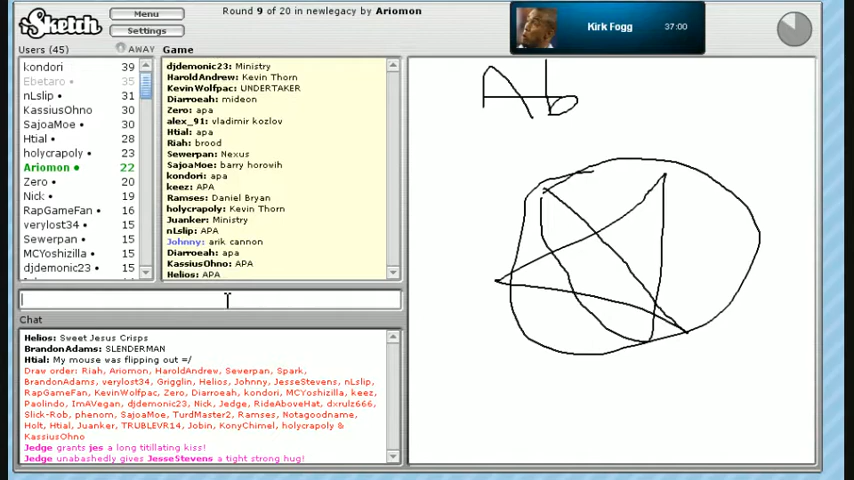 iSketch
Menu
Settings
Round 9 of 20 in newlegacy by Ariomon
Kirk Fogg
37:00
Users (45)
AWAY
Game
kondori 39
Ebetaro 35
nLslip 31
KassiusOhno 30
SajoaMoe 30
Htial 28
holycrapoly 23
Ariomon 22
Zero 20
Nick 19
RapGameFan 16
verylost34 15
Sewerpan 15
MCYoshizilla 15
djdemonic23 15
djdemonic23: Ministry
HaroldAndrew: Kevin Thorn
KevinWolfpac: UNDERTAKER
Diarroeah: mideon
Zero: apa
alex_91: vladimir kozlov
Htial: apa
Riah: brood
Sewerpan: Nexus
SajoaMoe: barry horowih
kondori: apa
keez: APA
Ramses: Daniel Bryan
holycrapoly: Kevin Thorn
Juanker: Ministry
nLslip: APA
Johnny: arik cannon
Diarroeah: apa
KassiusOhno: APA
Helios: APA
Ab
Chat
Helios: Sweet Jesus Crisps
BrandonAdams: SLENDERMAN
Htial: My mouse was flipping out =/
Draw order: Riah, Ariomon, HaroldAndrew, Sewerpan, Spark,
BrandonAdams, verylost34, Grigglin, Helios, Johnny, JesseStevens, nLslip,
RapGameFan, KevinWolfpac, Zero, Diarroeah, kondori, MCYoshizilla, keez,
Paolindo, ImAVegan, djdemonic23, Nick, Jedge, RideAboveHat, d×rulz666,
Slick-Rob, phenom, SajoaMoe, TurdMaster2, Ramses, Notagoodname,
Holt, Htial, Juanker, TRUBLEVR14, Jobin, KonyChimel, holycrapoly &
KassiusOhno
Jedge grants jes a long titillating kiss!
Jedge unabashedly gives JesseStevens a tight strong hug!